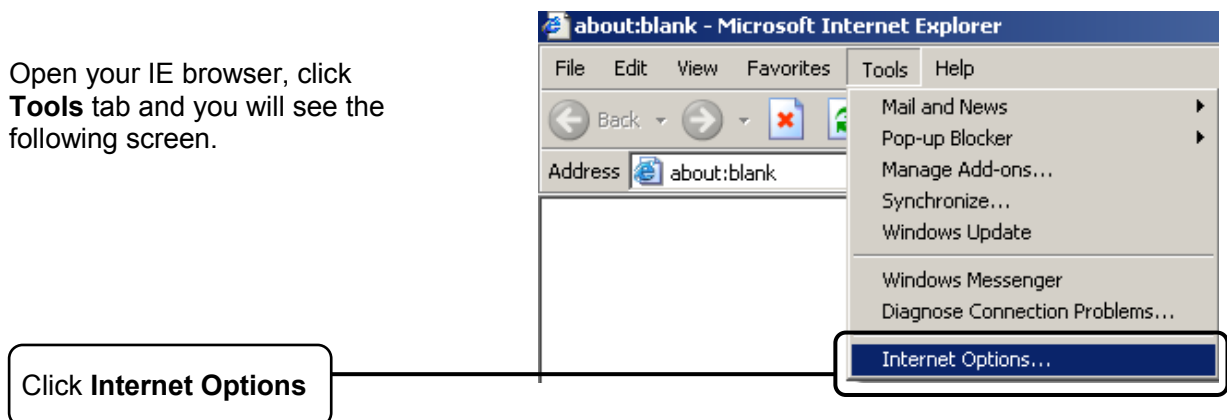 Open your IE browser, click
Tools tab and you will see the
following screen.
about:blank - Microsoft Internet Explorer
File Edit View Favorites Tools Help
Back
Address about:blank
Mail and News
Pop-up Blocker
Manage Add-ons...
Synchronize...
Windows Update
Windows Messenger
Diagnose Connection Problems...
Internet Options...
Click Internet Options